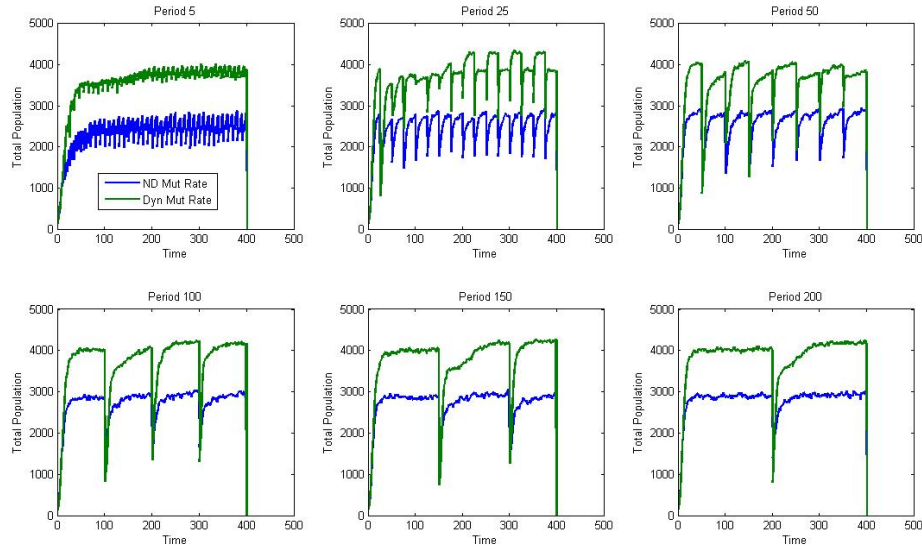 Period 5
Period 25
Period 50
5000
4000
3000
2000
1000
0
Total Population
ND Mut Rate
Dyn Mut Rate
0 100 200 300 400 500
Time
5000
4000
3000
2000
1000
0
Total Population
0 100 200 300 400 500
Time
5000
4000
3000
2000
1000
0
Total Population
0 100 200 300 400 500
Time
Period 100
Period 150
Period 200
5000
4000
3000
2000
1000
0
Total Population
0 100 200 300 400 500
Time
5000
4000
3000
2000
1000
0
Total Population
0 100 200 300 400 500
Time
5000
4000
3000
2000
1000
0
Total Population
0 100 200 300 400 500
Time